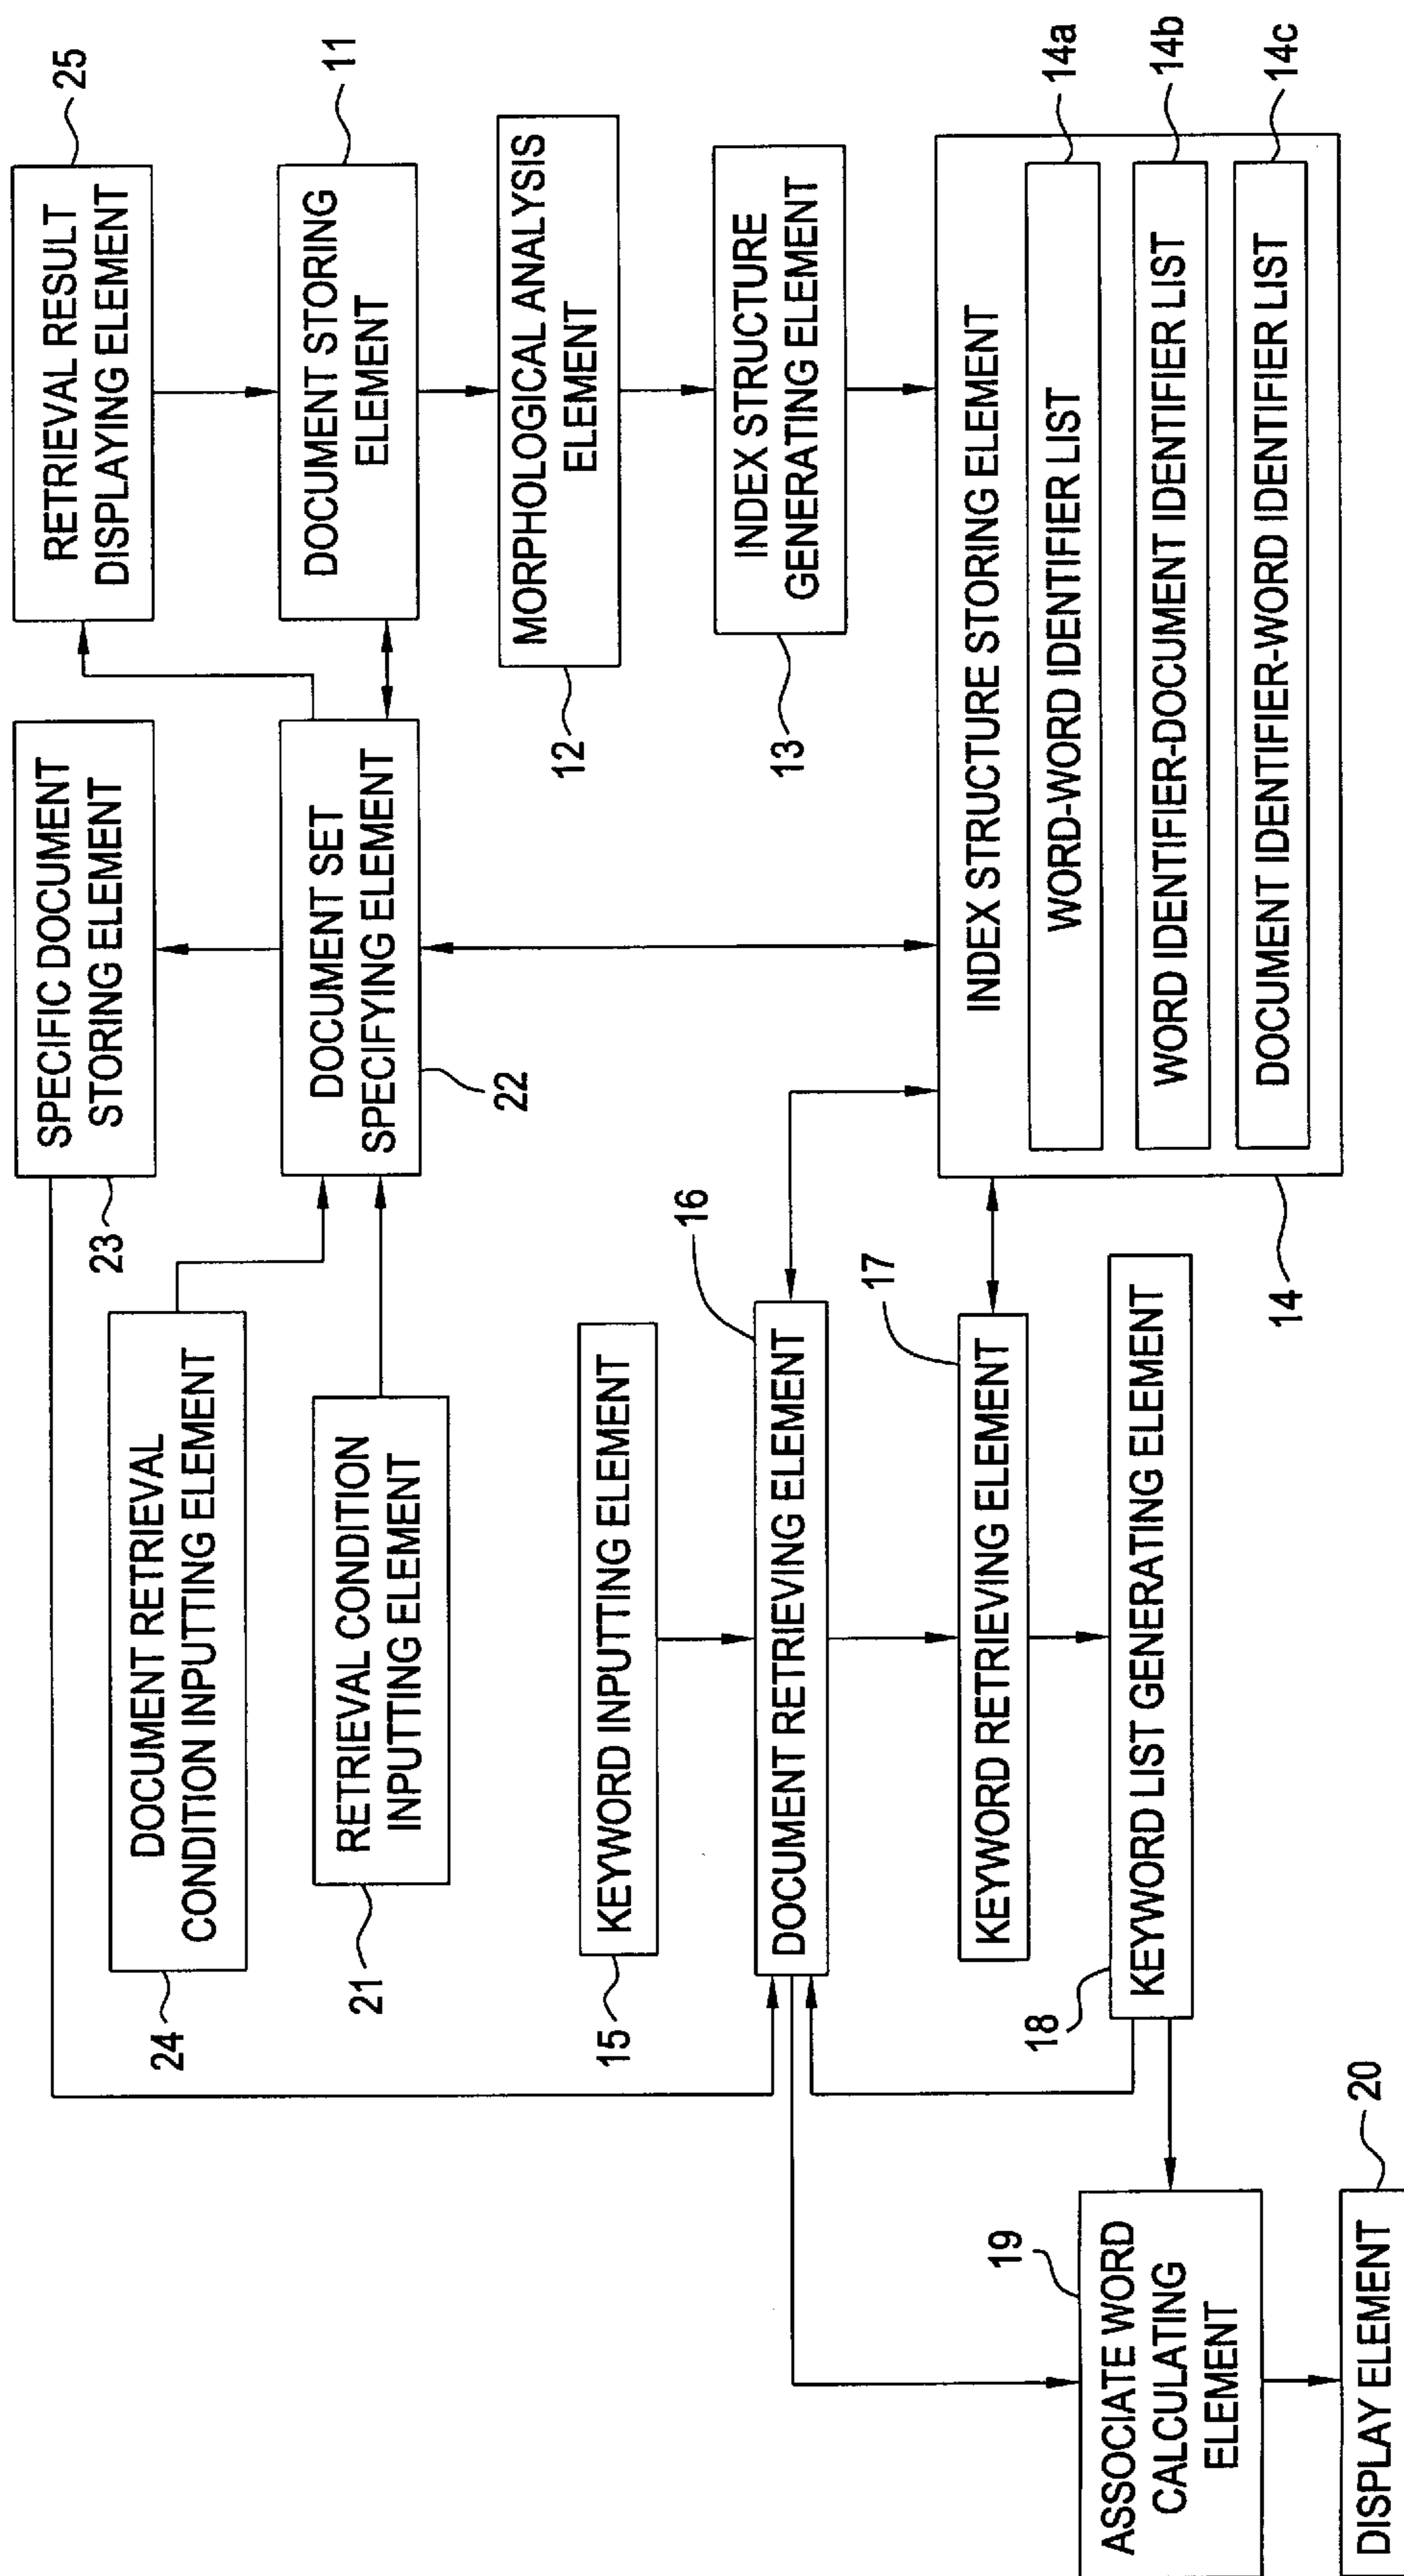 25
RETRIEVAL RESULT
DISPLAYING ELEMENT
11
DOCUMENT STORING
ELEMENT
MORPHOLOGICAL ANALYSIS
ELEMENT
12
INDEX STRUCTURE
GENERATING ELEMENT
13
SPECIFIC DOCUMENT
STORING ELEMENT
23
DOCUMENT SET
SPECIFYING ELEMENT
22
INDEX STRUCTURE STORING ELEMENT
WORD-WORD IDENTIFIER LIST
14a
WORD IDENTIFIER-DOCUMENT IDENTIFIER LIST
14b
DOCUMENT IDENTIFIER-WORD IDENTIFIER LIST
14c
14
DOCUMENT RETRIEVAL
CONDITION INPUTTING ELEMENT
24
RETRIEVAL CONDITION
INPUTTING ELEMENT
21
KEYWORD INPUTTING ELEMENT
15
16
DOCUMENT RETRIEVING ELEMENT
17
KEYWORD RETRIEVING ELEMENT
KEYWORD LIST GENERATING ELEMENT
18
19
ASSOCIATE WORD
CALCULATING
ELEMENT
20
DISPLAY ELEMENT